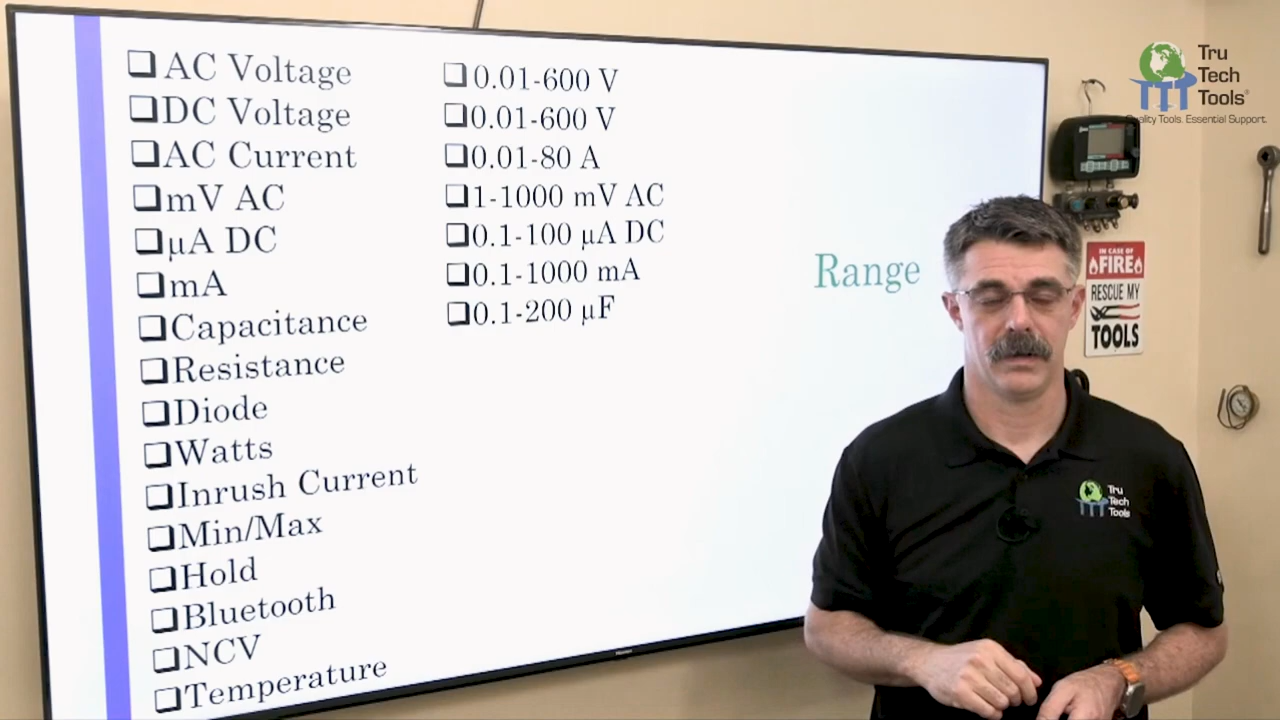 AC Voltage
DC Voltage
AC Current
mV AC
µA DC
mA
Capacitance
Resistance
Diode
Watts
Inrush Current
Min/Max
Hold
Bluetooth
NCV
Temperature
0.01-600 V
0.01-600 V
0.01-80 A
1-1000 mV AC
0.1-100 µA DC
0.1-1000 mA
0.1-200 µF
Range
Tru
Tech
Tools®
Quality Tools. Essential Support.
IN CASE OF
FIRE
RESCUE MY
TOOLS
Tru
Tech
Tools